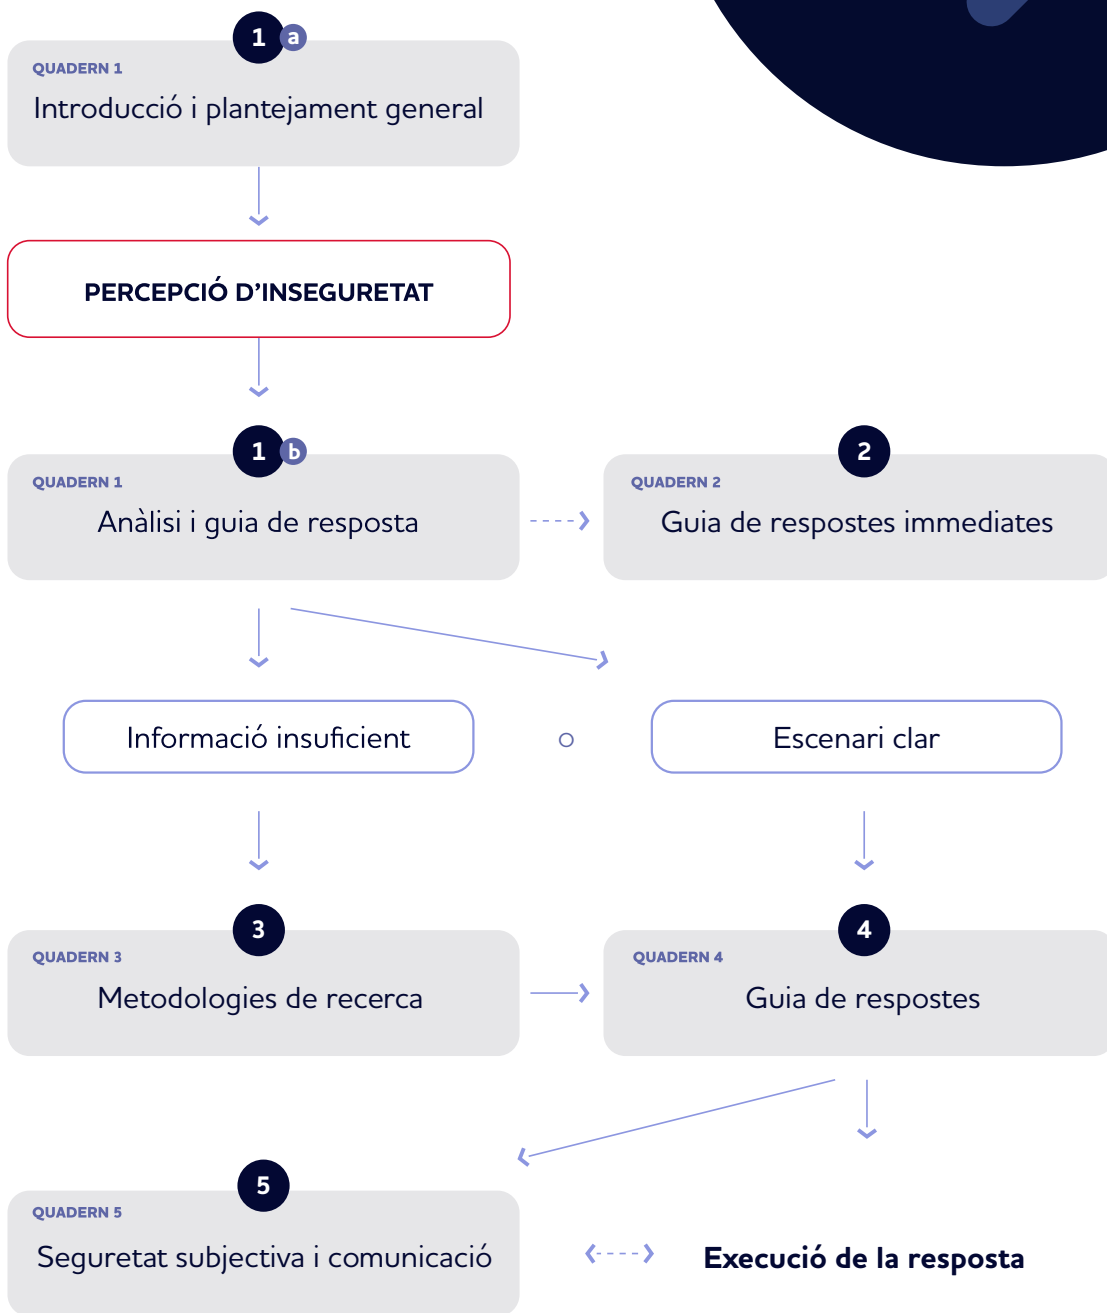 1 a
QUADERN 1
Introducció i plantejament general
PERCEPCIÓ D’INSEGURETAT
1 b
QUADERN 1
Anàlisi i guia de resposta
2
QUADERN 2
Guia de respostes immediates
Informació insuficient
o
Escenari clar
3
QUADERN 3
Metodologies de recerca
4
QUADERN 4
Guia de respostes
5
QUADERN 5
Seguretat subjectiva i comunicació
Execució de la resposta